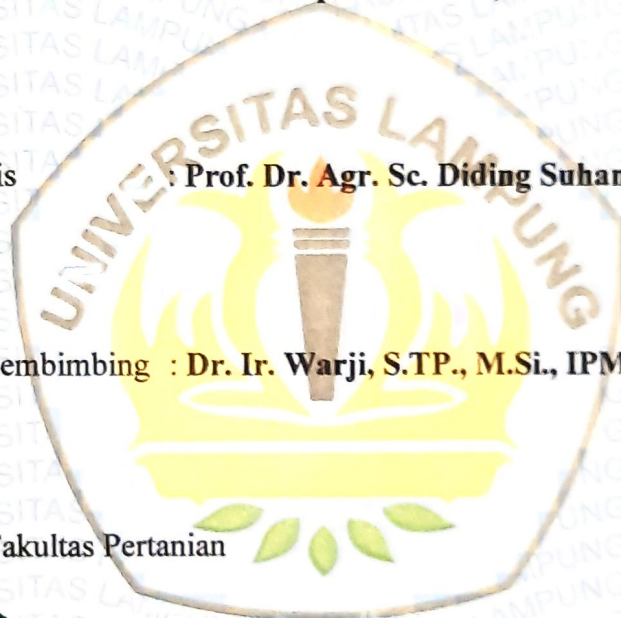 UNIVERSITAS LAMPUNG
is : Prof. Dr. Agr. Sc. Diding Suhan
embimbing : Dr. Ir. Warji, S.TP., M.Si., IPM
akultas Pertanian